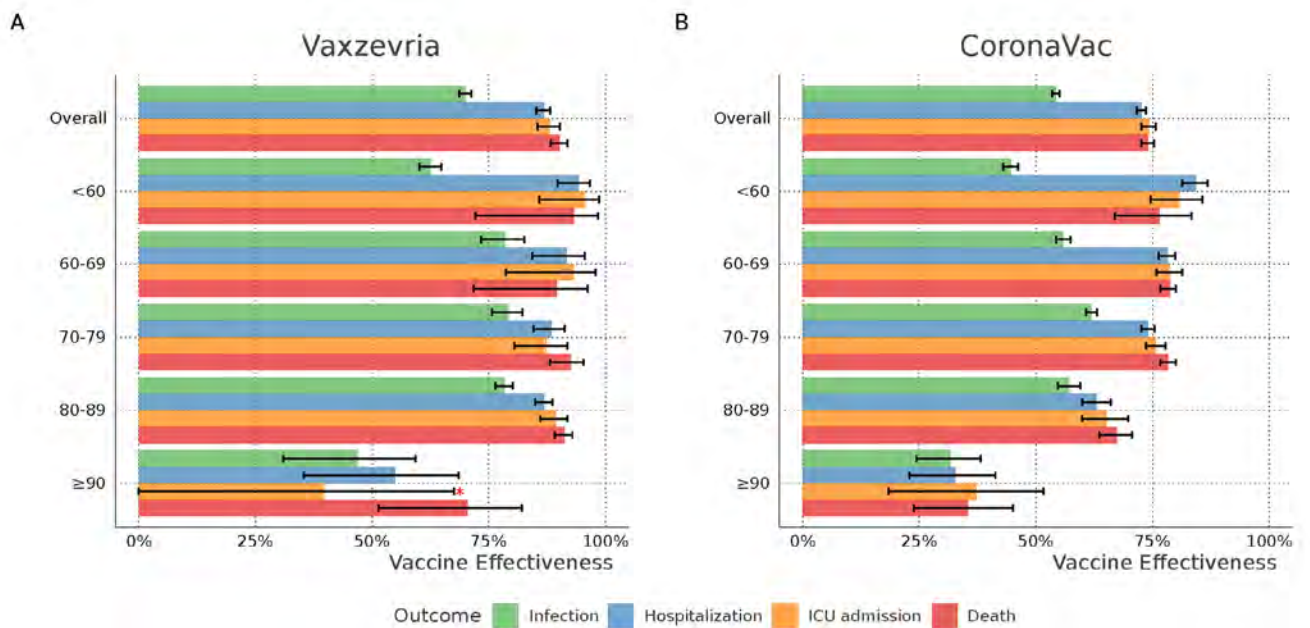 A
Vaxzevria
Overall
<60
60-69
70-79
80-89
≥90
*
0%
25%
50%
75%
100%
Vaccine Effectiveness
B
CoronaVac
Overall
<60
60-69
70-79
80-89
≥90
0%
25%
50%
75%
100%
Vaccine Effectiveness
Outcome Infection Hospitalization ICU admission Death